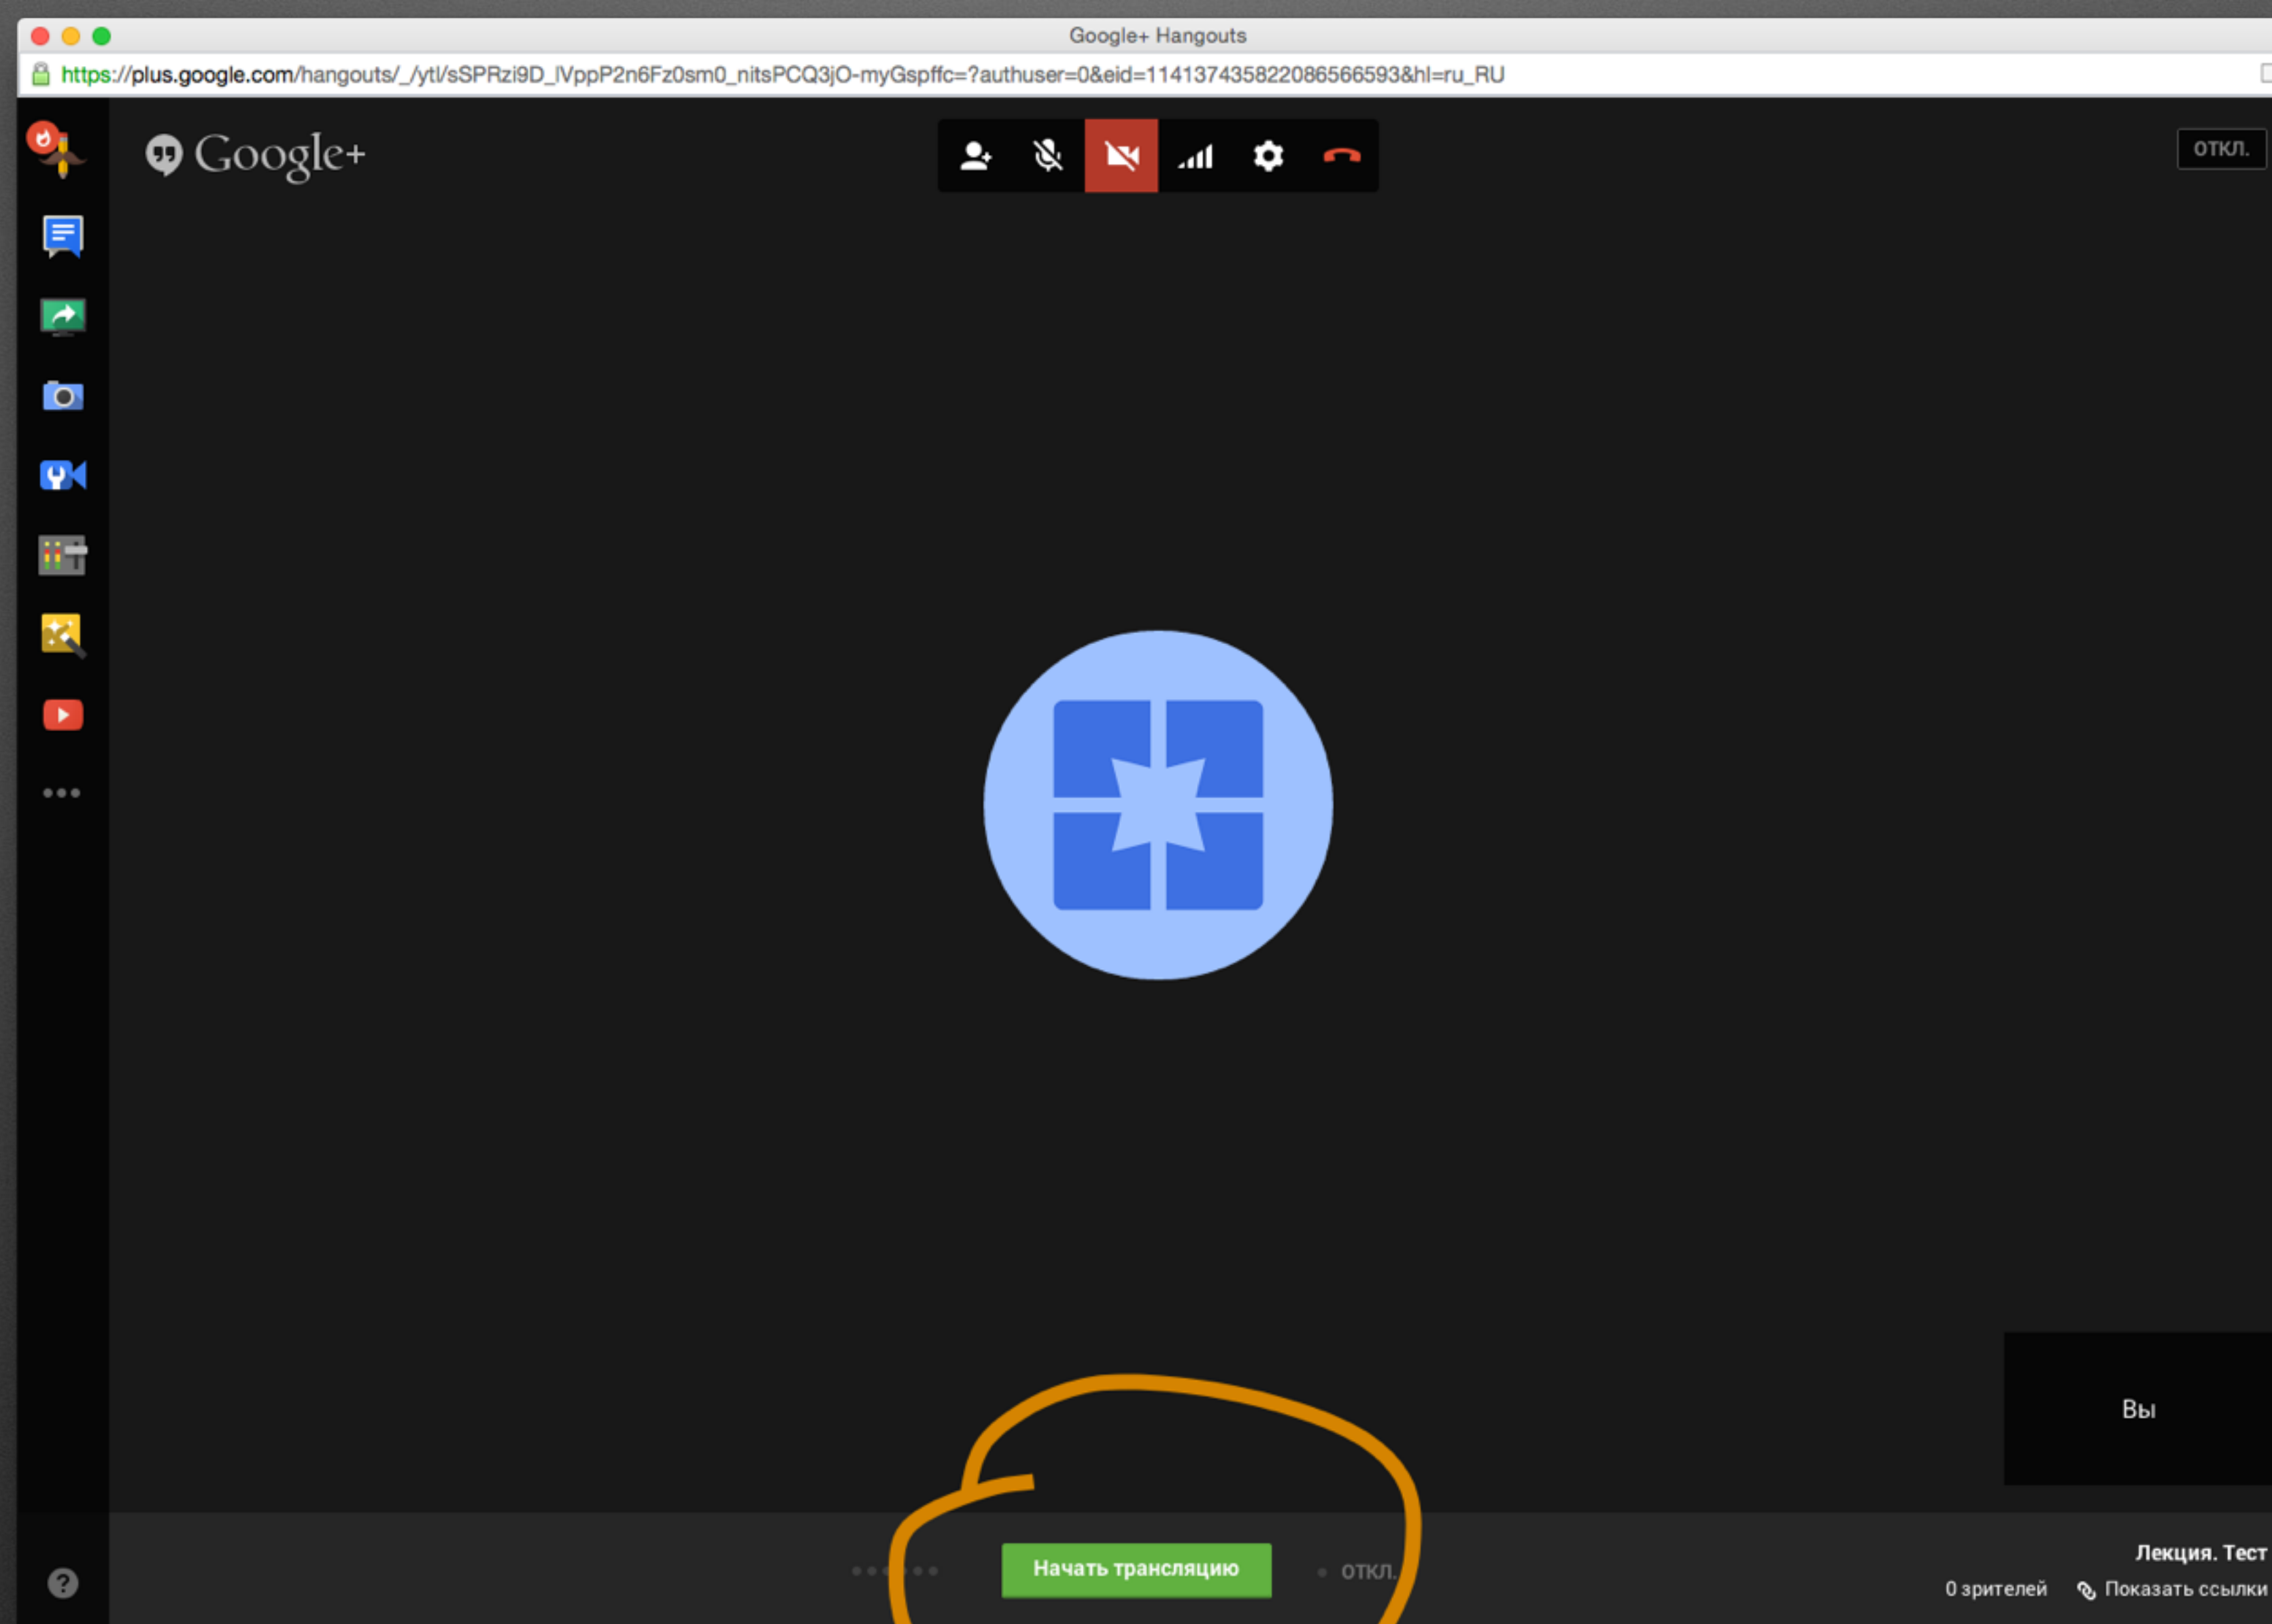 Google+ Hangouts
https://plus.google.com/hangouts/_/ytl/sSPRzi9D_lVppP2n6Fz0sm0_nitsPCQ3jO-myGspffc=?authuser=0&eid=114137435822086566593&hl=ru_RU
Google+
ОТКЛ.
Вы
Начать трансляцию
ОТКЛ.
Лекция. Тест
0 зрителей
Показать ссылки